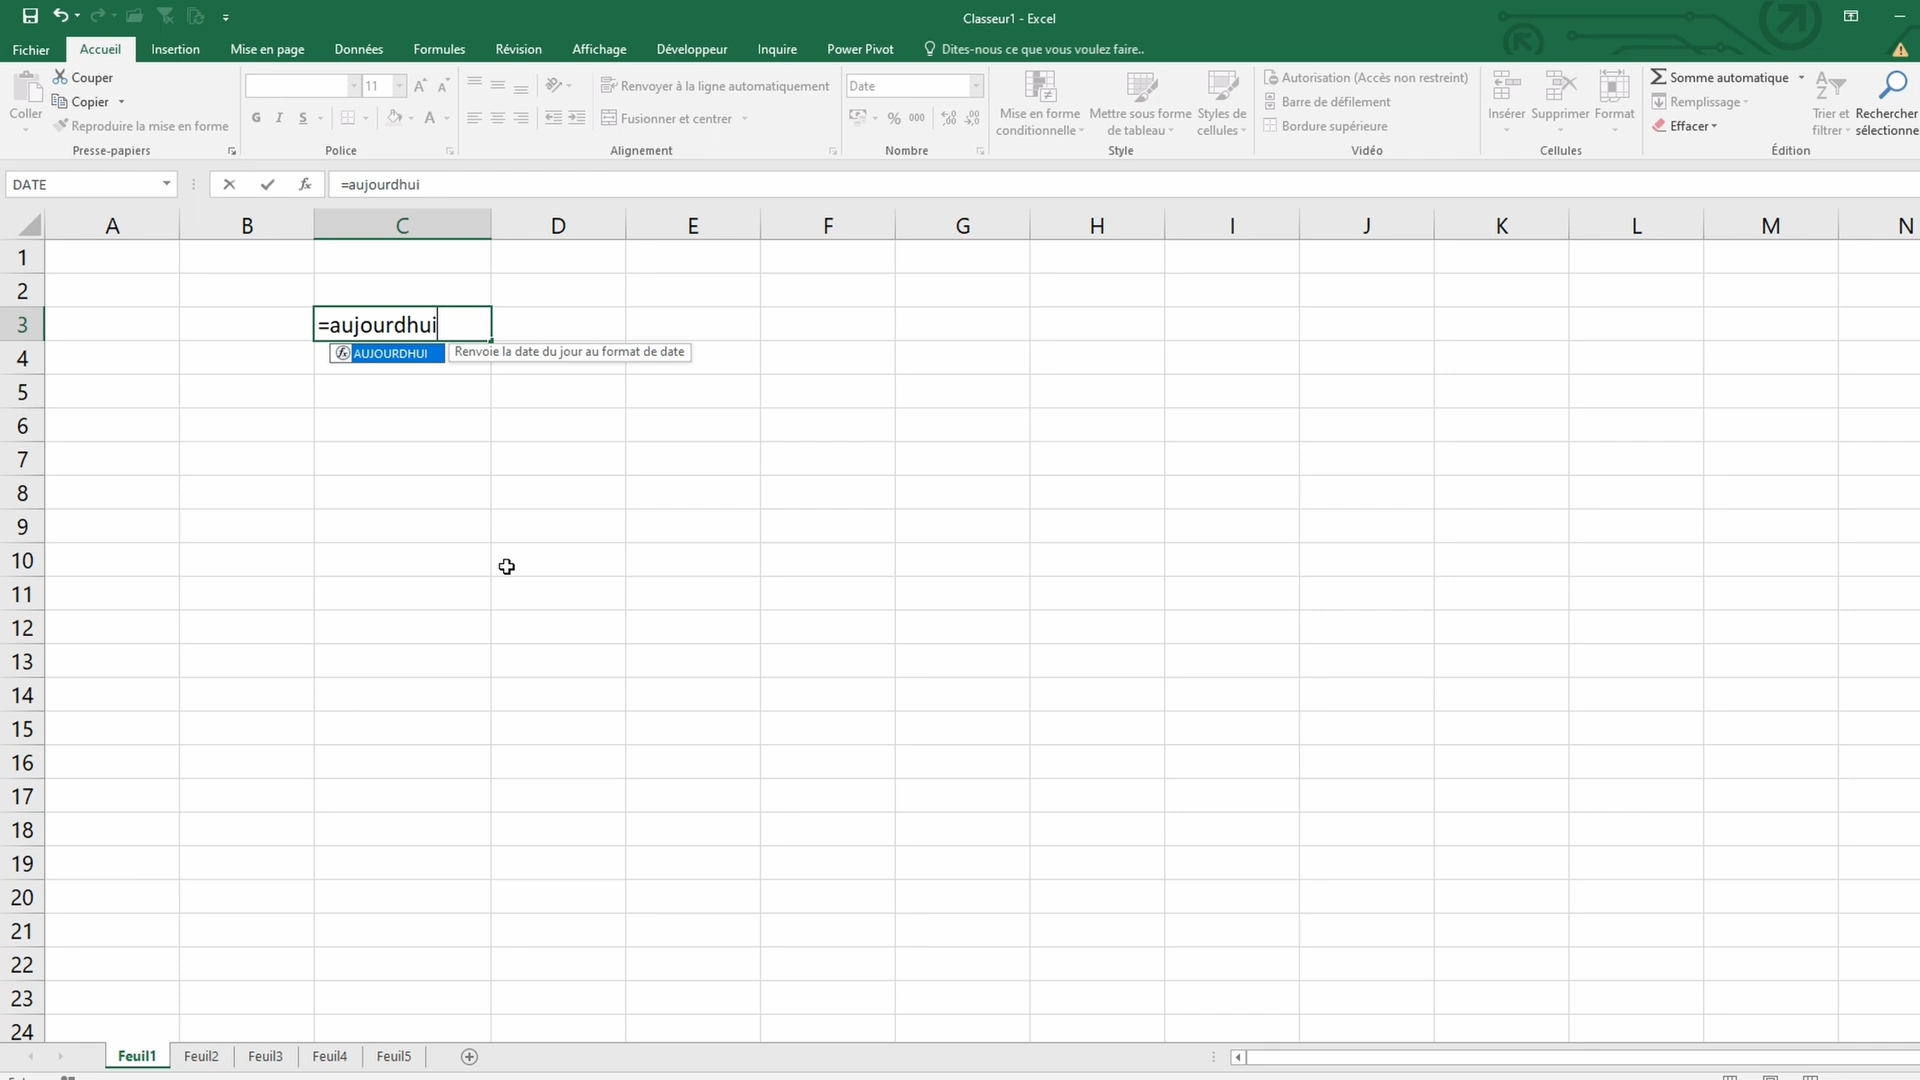 Classeur1 - Excel
Fichier Accueil Insertion Mise en page Données Formules Révision Affichage Développeur Inquire Power Pivot Dites-nous ce que vous voulez faire..
Coller
Couper
Copier
Reproduire la mise en forme
Presse-papiers
11
G I S
Police
Renvoyer à la ligne automatiquement
Fusionner et centrer
Alignement
Date
% 000
Nombre
Mise en forme conditionnelle
Mettre sous forme de tableau
Styles de cellules
Style
Autorisation (Accès non restreint)
Barre de défilement
Bordure supérieure
Vidéo
Insérer Supprimer Format
Cellules
Somme automatique
Remplissage
Effacer
Trier et filtrer
Rechercher
sélectionne
Édition
DATE
=aujourdhui
A B C D E F G H I J K L M N
1
2
3 =aujourdhui
AUJOURDHUI Renvoie la date du jour au format de date
4
5
6
7
8
9
10
11
12
13
14
15
16
17
18
19
20
21
22
23
24
Feuil1 Feuil2 Feuil3 Feuil4 Feuil5